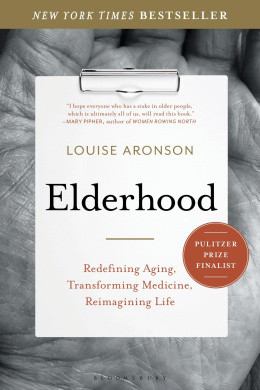 NEW YORK TIMES BESTSELLER
"I hope everyone who has a stake in older people,
which is ultimately all of us, will read this book."
—MARY PIPHER, author of WOMEN ROWING NORTH
LOUISE ARONSON
Elderhood
PULITZER
PRIZE
FINALIST
Redefining Aging,
Transforming Medicine,
Reimagining Life
BLOOMSBURY